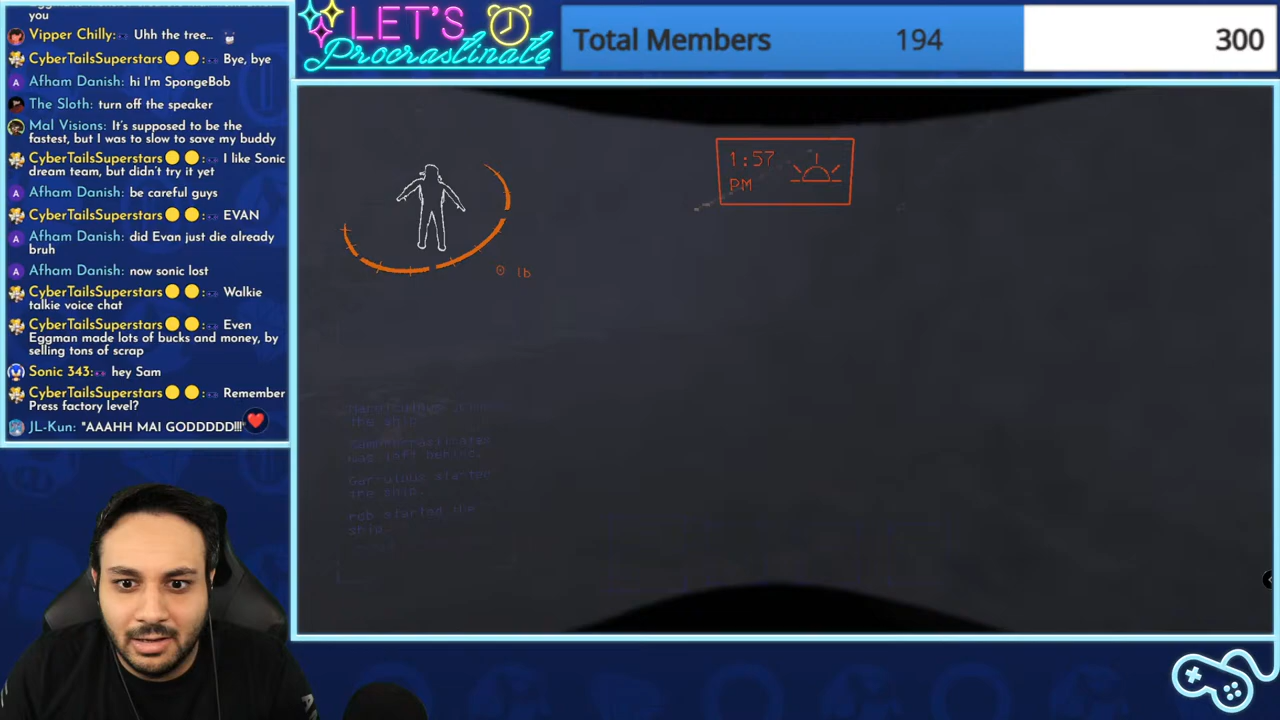 you
Vipper Chilly: Uhh the tree...
CyberTailsSuperstars: Bye, bye
Afham Danish: hi I'm SpongeBob
The Sloth: turn off the speaker
Mal Visions: It's supposed to be the
fastest, but I was to slow to save my buddy
CyberTailsSuperstars: I like Sonic
dream team, but didn't try it yet
Afham Danish: be careful guys
CyberTailsSuperstars: EVAN
Afham Danish: did Evan just die already
bruh
Afham Danish: now sonic lost
CyberTailsSuperstars: Walkie
talkie voice chat
CyberTailsSuperstars: Even
Eggman made lots of bucks and money, by
selling tons of scrap
Sonic 343: hey Sam
CyberTailsSuperstars: Remember
Press factory level?
JL-Kun: "AAAHH MAI GODDDDD!!!"
LET'S
Procrastinate
Total Members 194 300
1:57
PM
0 lb
the ship.
was left behind.
started
the ship.
reb started the
ship.